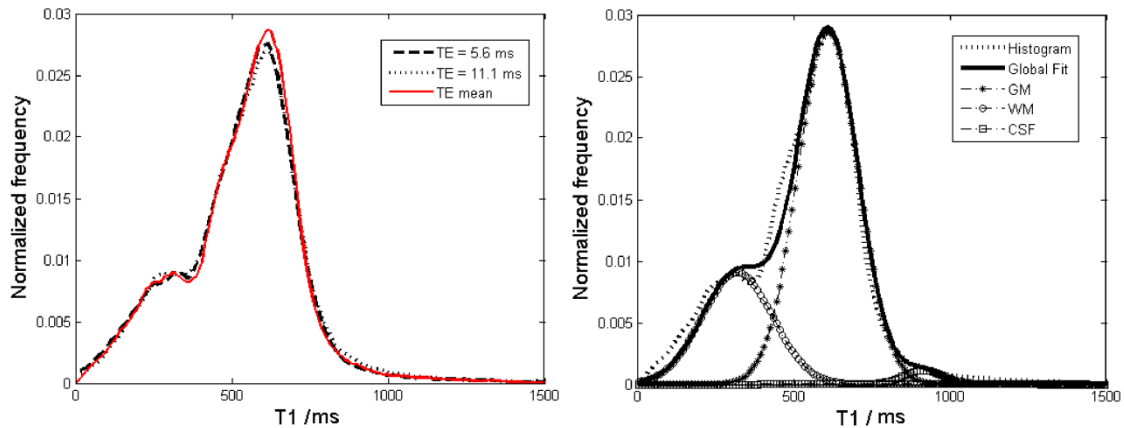 0.03
0.025
0.02
0.015
0.01
0.005
0
Normalized frequency
TE = 5.6 ms
TE = 11.1 ms
TE mean
0 500 1000 1500
T1 /ms
0.03
0.025
0.02
0.015
0.01
0.005
0
Normalized frequency
Histogram
Global Fit
GM
WM
CSF
0 500 1000 1500
T1 /ms